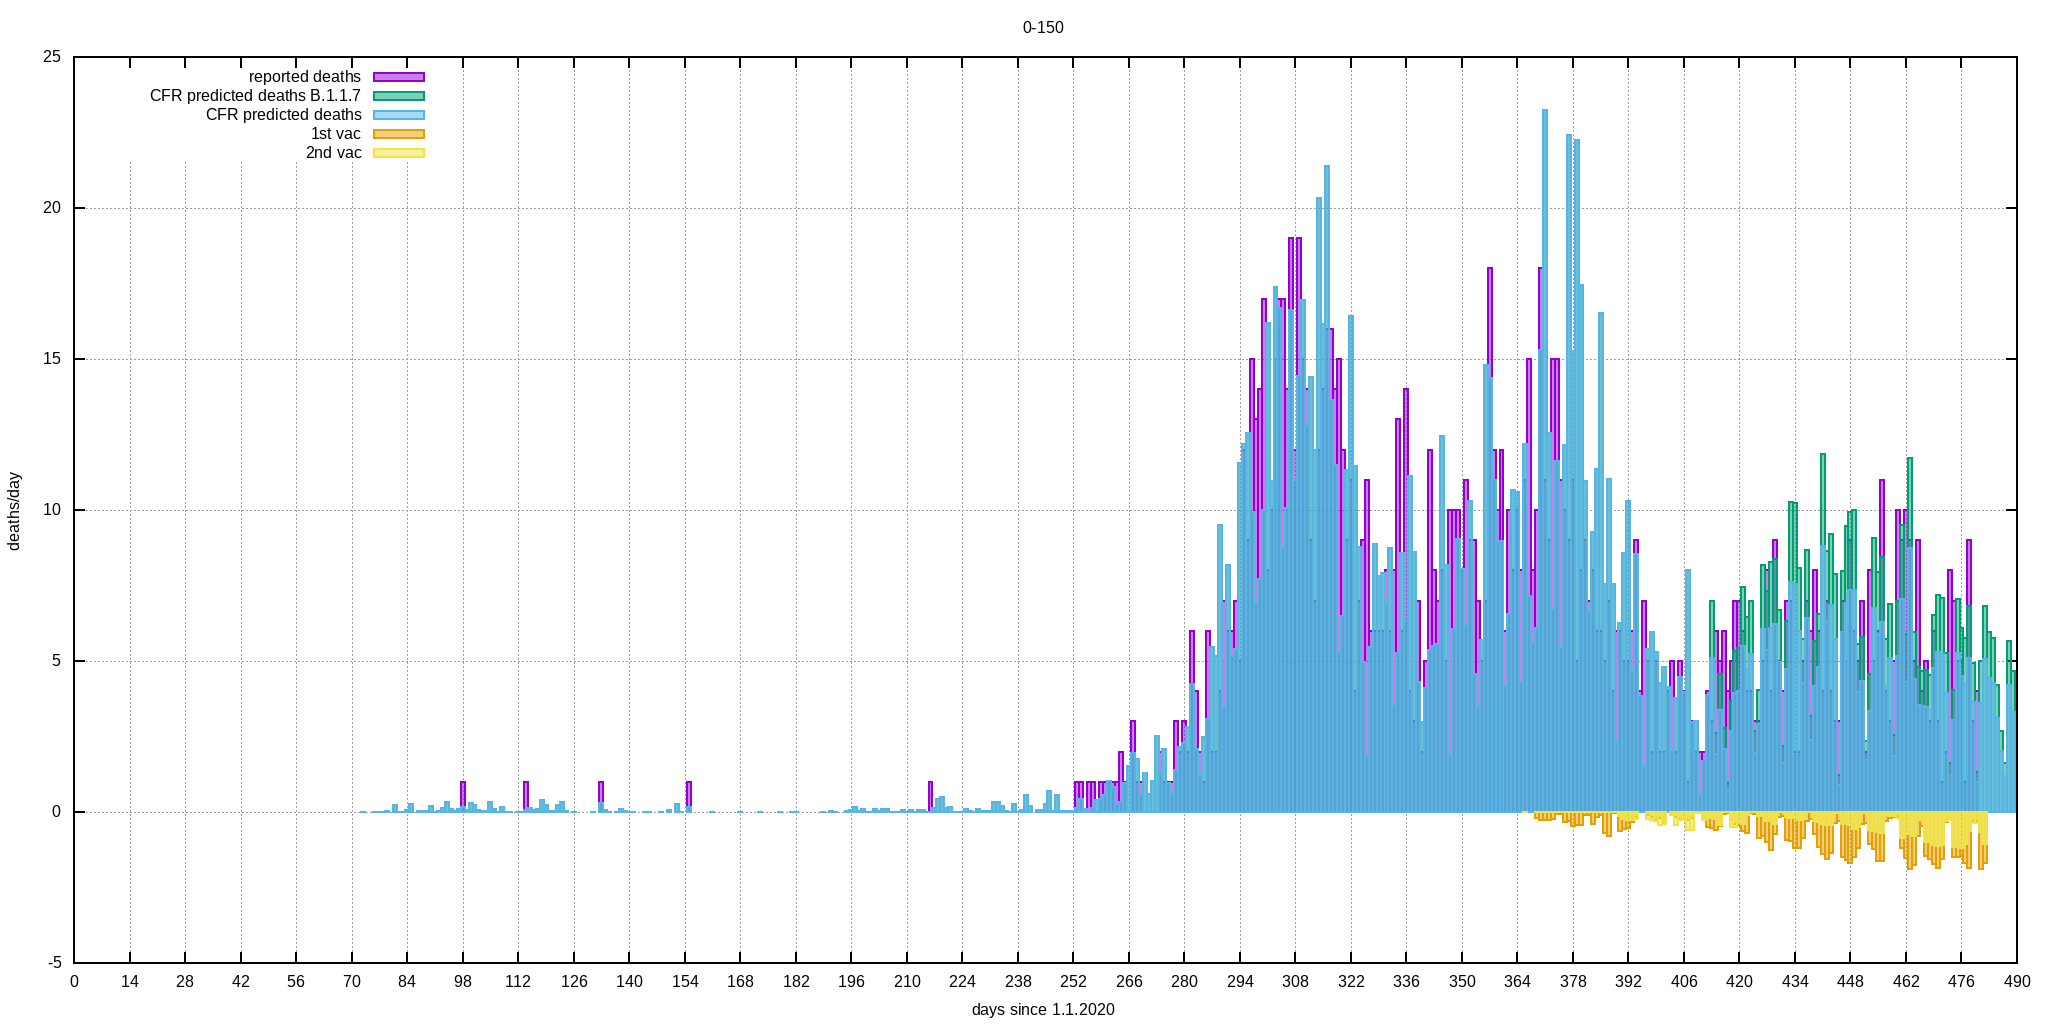 0-150
reported deaths
CFR predicted deaths B.1.1.7
CFR predicted deaths
1st vac
2nd vac
25
20
15
10
5
0
-5
deaths/day
0 14 28 42 56 70 84 98 112 126 140 154 168 182 196 210 224 238 252 266 280 294 308 322 336 350 364 378 392 406 420 434 448 462 476 490
days since 1.1.2020